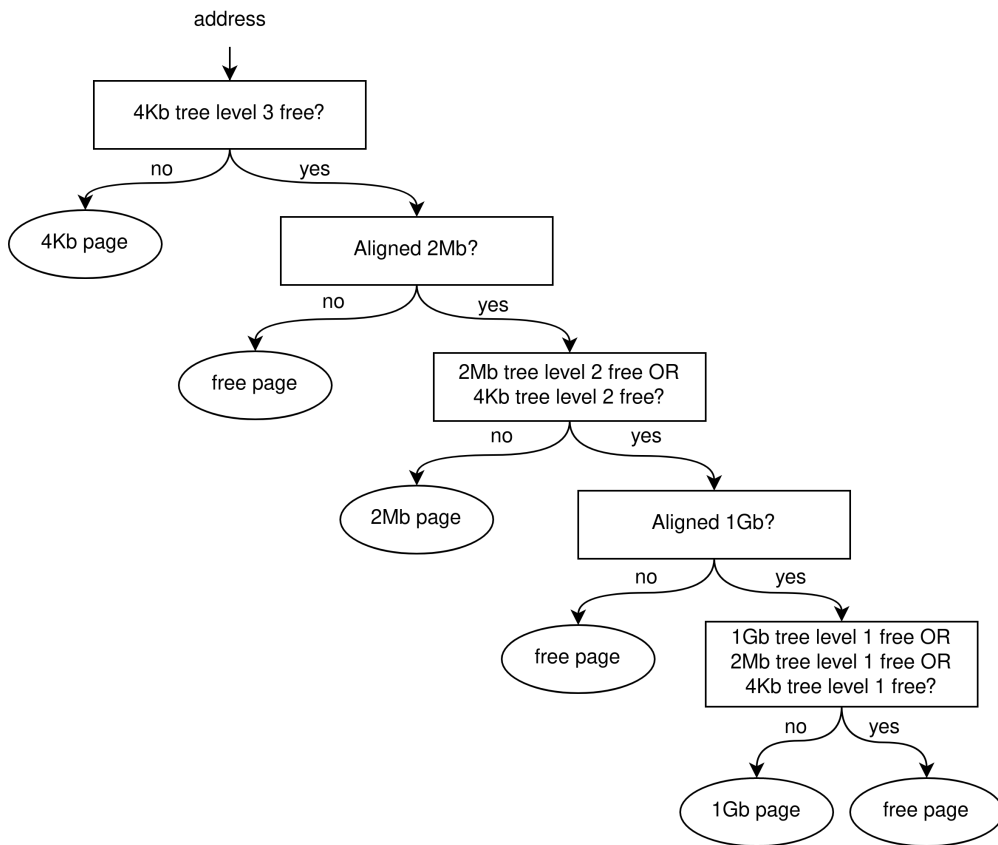 address
4Kb tree level 3 free?
no
yes
4Kb page
Aligned 2Mb?
no
yes
free page
2Mb tree level 2 free OR
4Kb tree level 2 free?
no
yes
2Mb page
Aligned 1Gb?
no
yes
free page
1Gb tree level 1 free OR
2Mb tree level 1 free OR
4Kb tree level 1 free?
no
yes
1Gb page
free page